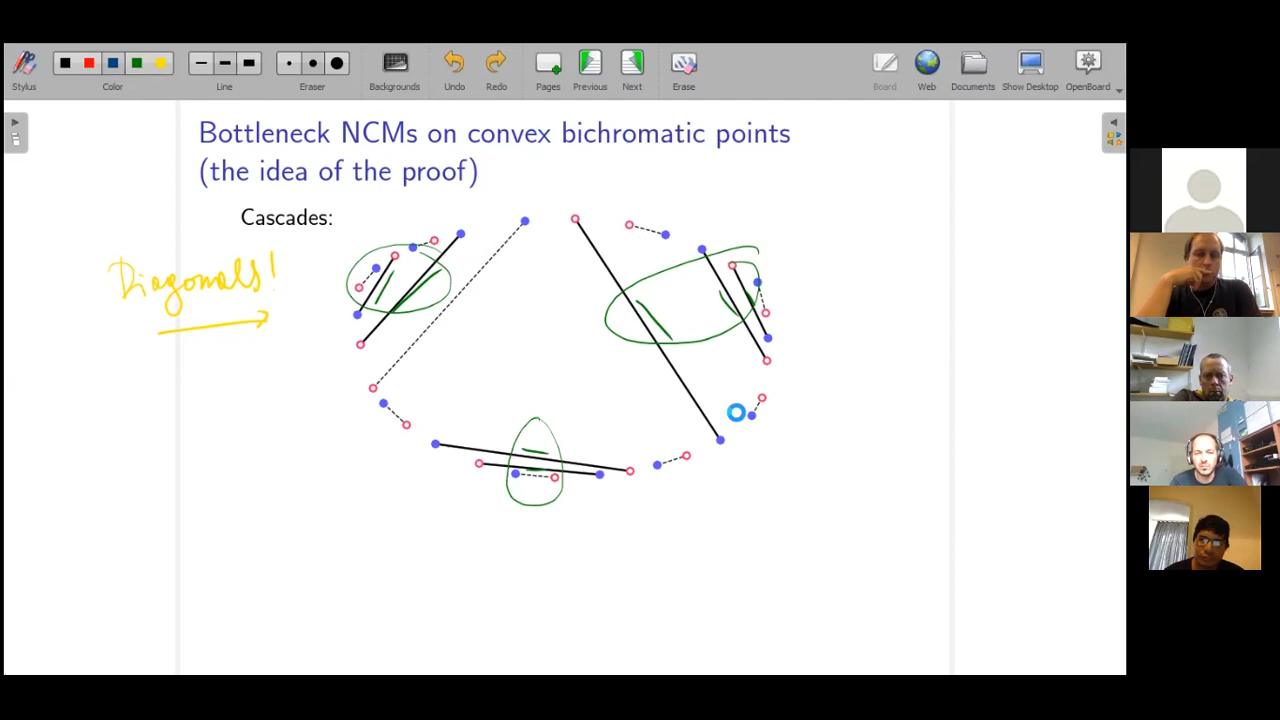 Stylus
Color
Line
Eraser
Backgrounds
Undo
Redo
Pages
Previous
Next
Erase
Board
Web
Documents
Show Desktop
OpenBoard
Bottleneck NCMs on convex bichromatic points
(the idea of the proof)
Cascades:
Diagonals!